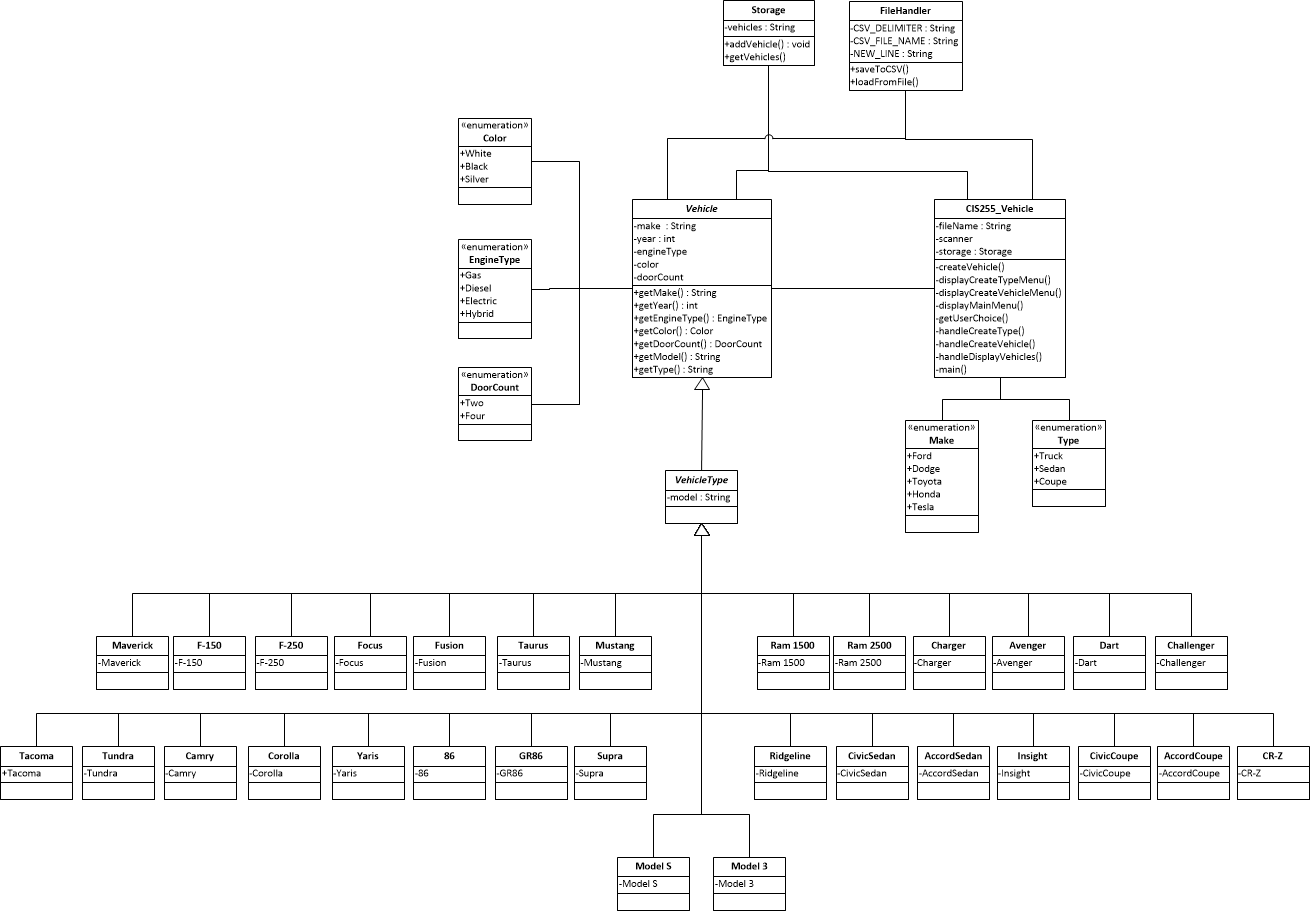 Storage
-vehicles : String
+addVehicle() : void
+getVehicles()
FileHandler
-CSV_DELIMITER : String
-CSV_FILE_NAME : String
-NEW_LINE : String
+saveToCSV()
+loadFromFile()
«enumeration»
Color
+White
+Black
+Silver
«enumeration»
EngineType
+Gas
+Diesel
+Electric
+Hybrid
«enumeration»
DoorCount
+Two
+Four
Vehicle
-make : String
-year : int
-engineType
-color
-doorCount
+getMake() : String
+getYear() : int
+getEngineType() : EngineType
+getColor() : Color
+getDoorCount() : DoorCount
+getModel() : String
+getType() : String
CIS255_Vehicle
-fileName : String
-scanner
-storage : Storage
-createVehicle()
-displayCreateTypeMenu()
-displayCreateVehicleMenu()
-displayMainMenu()
-getUserChoice()
-handleCreateType()
-handleCreateVehicle()
-handleDisplayVehicles()
-main()
«enumeration»
Make
+Ford
+Dodge
+Toyota
+Honda
+Tesla
«enumeration»
Type
+Truck
+Sedan
+Coupe
VehicleType
-model : String
Maverick
-Maverick
F-150
-F-150
F-250
-F-250
Focus
-Focus
Fusion
-Fusion
Taurus
-Taurus
Mustang
-Mustang
Ram 1500
-Ram 1500
Ram 2500
-Ram 2500
Charger
-Charger
Avenger
-Avenger
Dart
-Dart
Challenger
-Challenger
Tacoma
+Tacoma
Tundra
-Tundra
Camry
-Camry
Corolla
-Corolla
Yaris
-Yaris
86
-86
GR86
-GR86
Supra
-Supra
Ridgeline
-Ridgeline
CivicSedan
-CivicSedan
AccordSedan
-AccordSedan
Insight
-Insight
CivicCoupe
-CivicCoupe
AccordCoupe
-AccordCoupe
CR-Z
-CR-Z
Model S
-Model S
Model 3
-Model 3